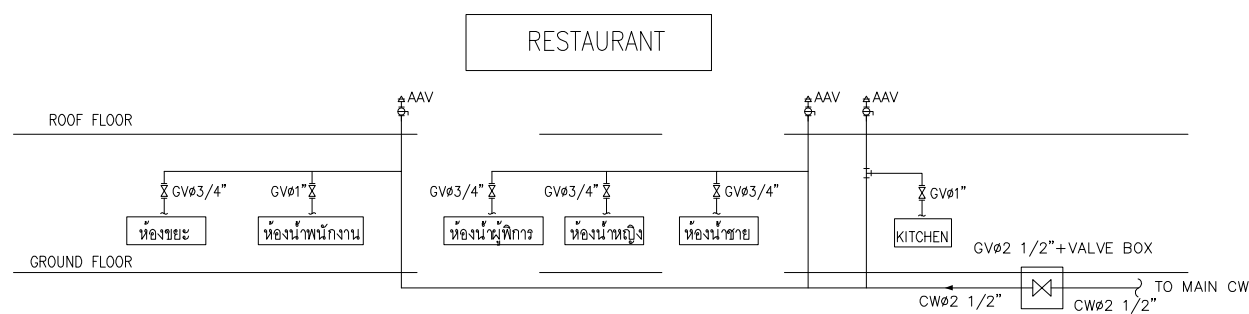 RESTAURANT
AAV
AAV
AAV
ROOF FLOOR
GVø3/4"
GVø1"
GVø3/4"
GVø3/4"
GVø3/4"
GVø1"
ห้องขยะ
ห้องน้ำพนักงาน
ห้องน้ำผู้พิการ
ห้องน้ำหญิง
ห้องน้ำชาย
KITCHEN
GVø2 1/2"+VALVE BOX
GROUND FLOOR
TO MAIN CW
CWø2 1/2"
CWø2 1/2"